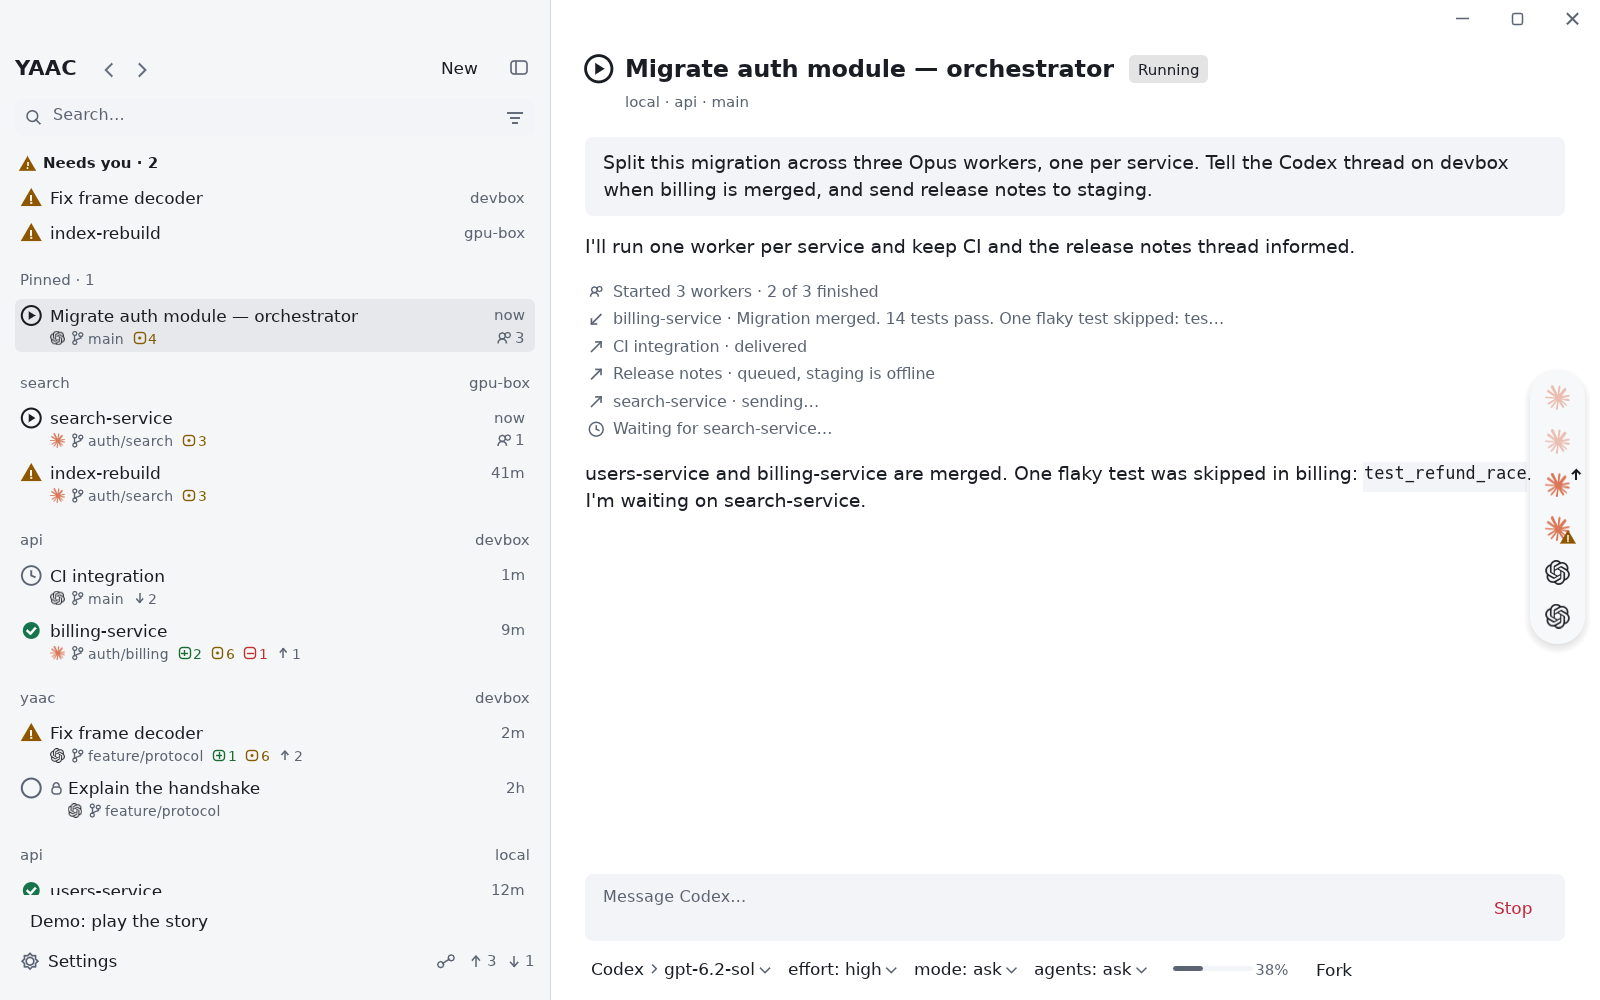 YAAC
New
Search...
Needs you · 2
Fix frame decoder devbox
index-rebuild gpu-box
Pinned · 1
Migrate auth module — orchestrator now
main 4 3
search gpu-box
search-service now
auth/search 3 1
index-rebuild 41m
auth/search 3
api devbox
CI integration 1m
main ↓2
billing-service 9m
auth/billing 2 6 1 ↑1
yaac devbox
Fix frame decoder 2m
feature/protocol 1 6 ↑2
Explain the handshake 2h
feature/protocol
api local
users-service 12m
Demo: play the story
Settings ↑3 ↓1
Migrate auth module — orchestrator Running
local · api · main
Split this migration across three Opus workers, one per service. Tell the Codex thread on devbox
when billing is merged, and send release notes to staging.
I'll run one worker per service and keep CI and the release notes thread informed.
Started 3 workers · 2 of 3 finished
billing-service · Migration merged. 14 tests pass. One flaky test skipped: tes...
CI integration · delivered
Release notes · queued, staging is offline
search-service · sending...
Waiting for search-service...
users-service and billing-service are merged. One flaky test was skipped in billing: test_refund_race.
I'm waiting on search-service.
Message Codex...
Stop
Codex > gpt-6.2-sol effort: high mode: ask agents: ask 38% Fork